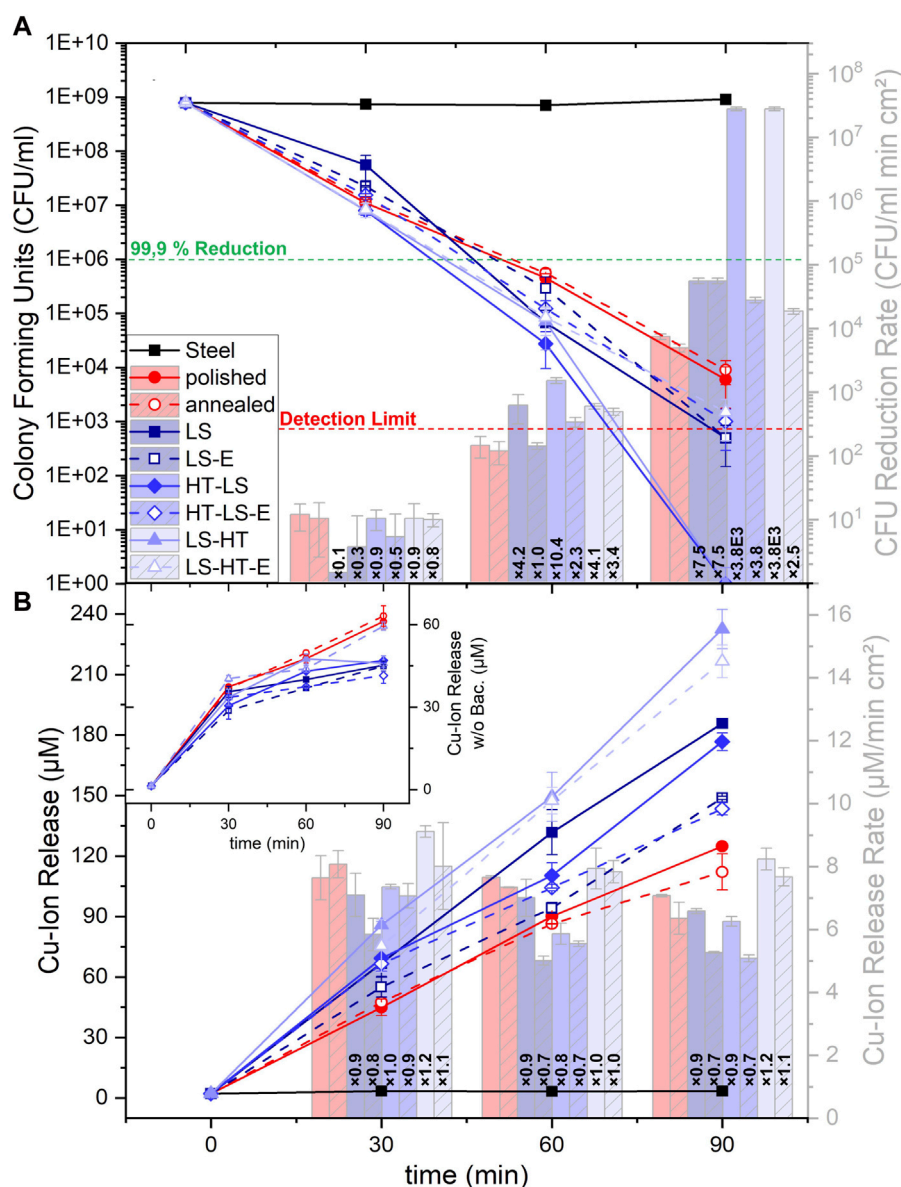 A
1E+10
1E+09
1E+08
1E+07
1E+06
1E+05
1E+04
1E+03
1E+02
1E+01
1E+00
Colony Forming Units (CFU/ml)
10⁸
10⁷
10⁶
10⁵
10⁴
10³
10²
10¹
CFU Reduction Rate (CFU/ml min cm²)
99,9 % Reduction
Detection Limit
Steel
polished
annealed
LS
LS-E
HT-LS
HT-LS-E
LS-HT
LS-HT-E
×0.1
×0.3
×0.9
×0.5
×0.9
×0.8
×4.2
×1.0
×10.4
×2.3
×4.1
×3.4
×7.5
×7.5
×3.8E3
×3.8
×3.8E3
×2.5
B
240
210
180
150
120
90
60
30
0
Cu-Ion Release (µM)
60
30
0
Cu-Ion Release
w/o Bac. (µM)
0 30 60 90
time (min)
16
14
12
10
8
6
4
2
0
Cu-Ion Release Rate (µM/min cm²)
×0.9
×0.8
×1.0
×0.9
×1.2
×1.1
×0.9
×0.7
×0.8
×0.7
×1.0
×1.0
×0.9
×0.7
×0.9
×0.7
×1.2
×1.1
0 30 60 90
time (min)